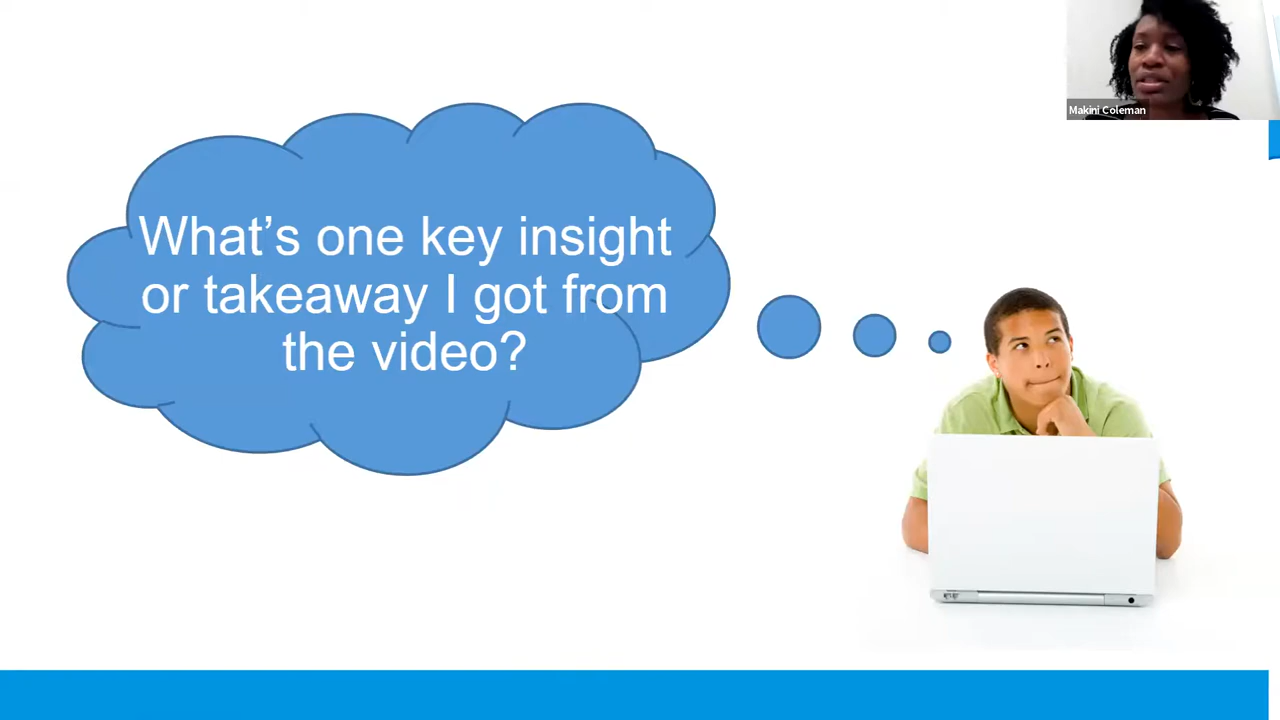 Makini Coleman
What's one key insight
or takeaway I got from
the video?